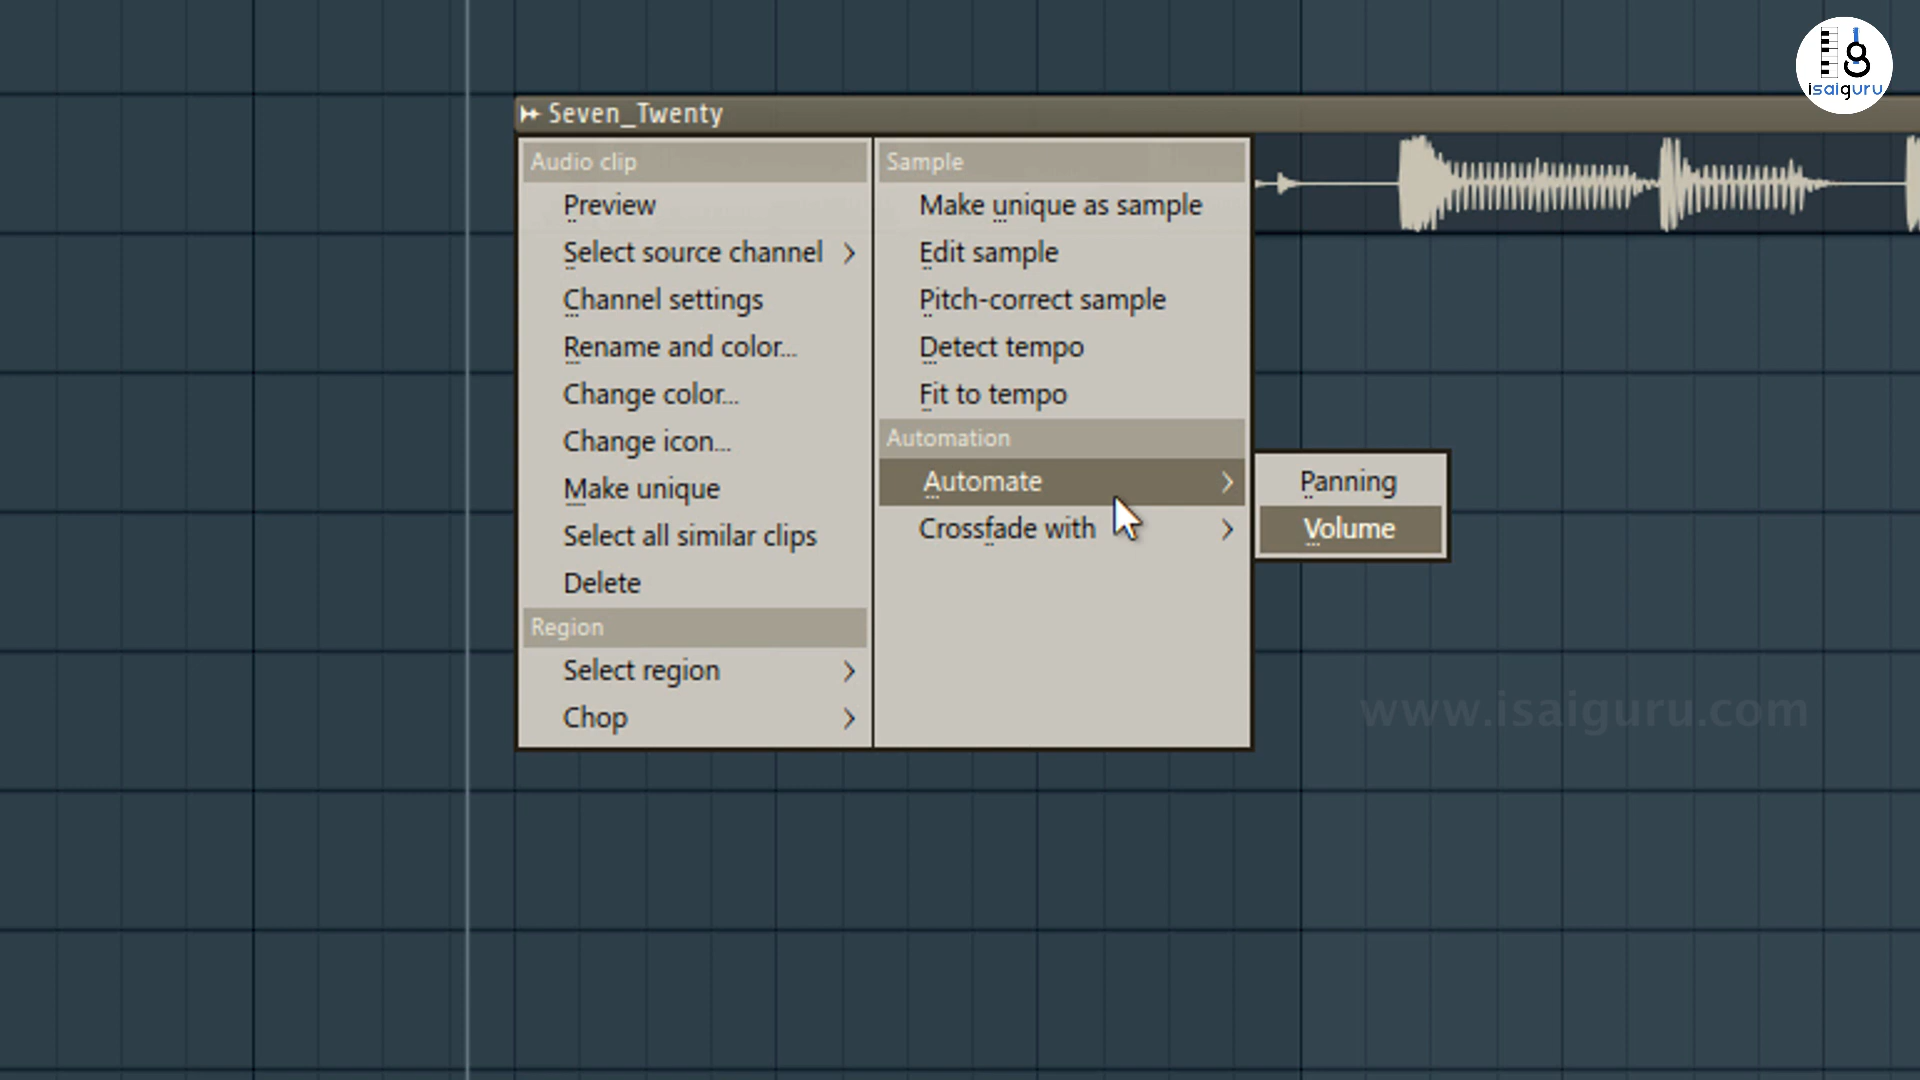 isaiguru
Seven_Twenty
Audio clip
Preview
Select source channel
Channel settings
Rename and color...
Change color...
Change icon...
Make unique
Select all similar clips
Delete
Region
Select region
Chop
Sample
Make unique as sample
Edit sample
Pitch-correct sample
Detect tempo
Fit to tempo
Automation
Automate
Crossfade with
Panning
Volume
www.isaiguru.com